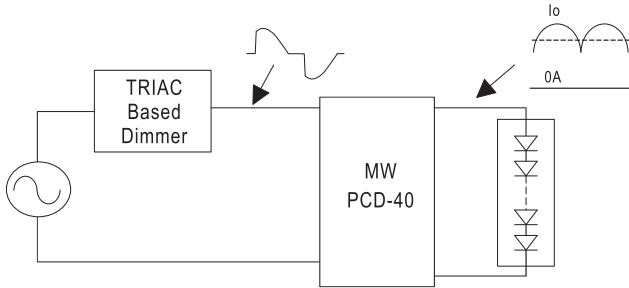 Io
0A
TRIAC
Based
Dimmer
MW
PCD-40